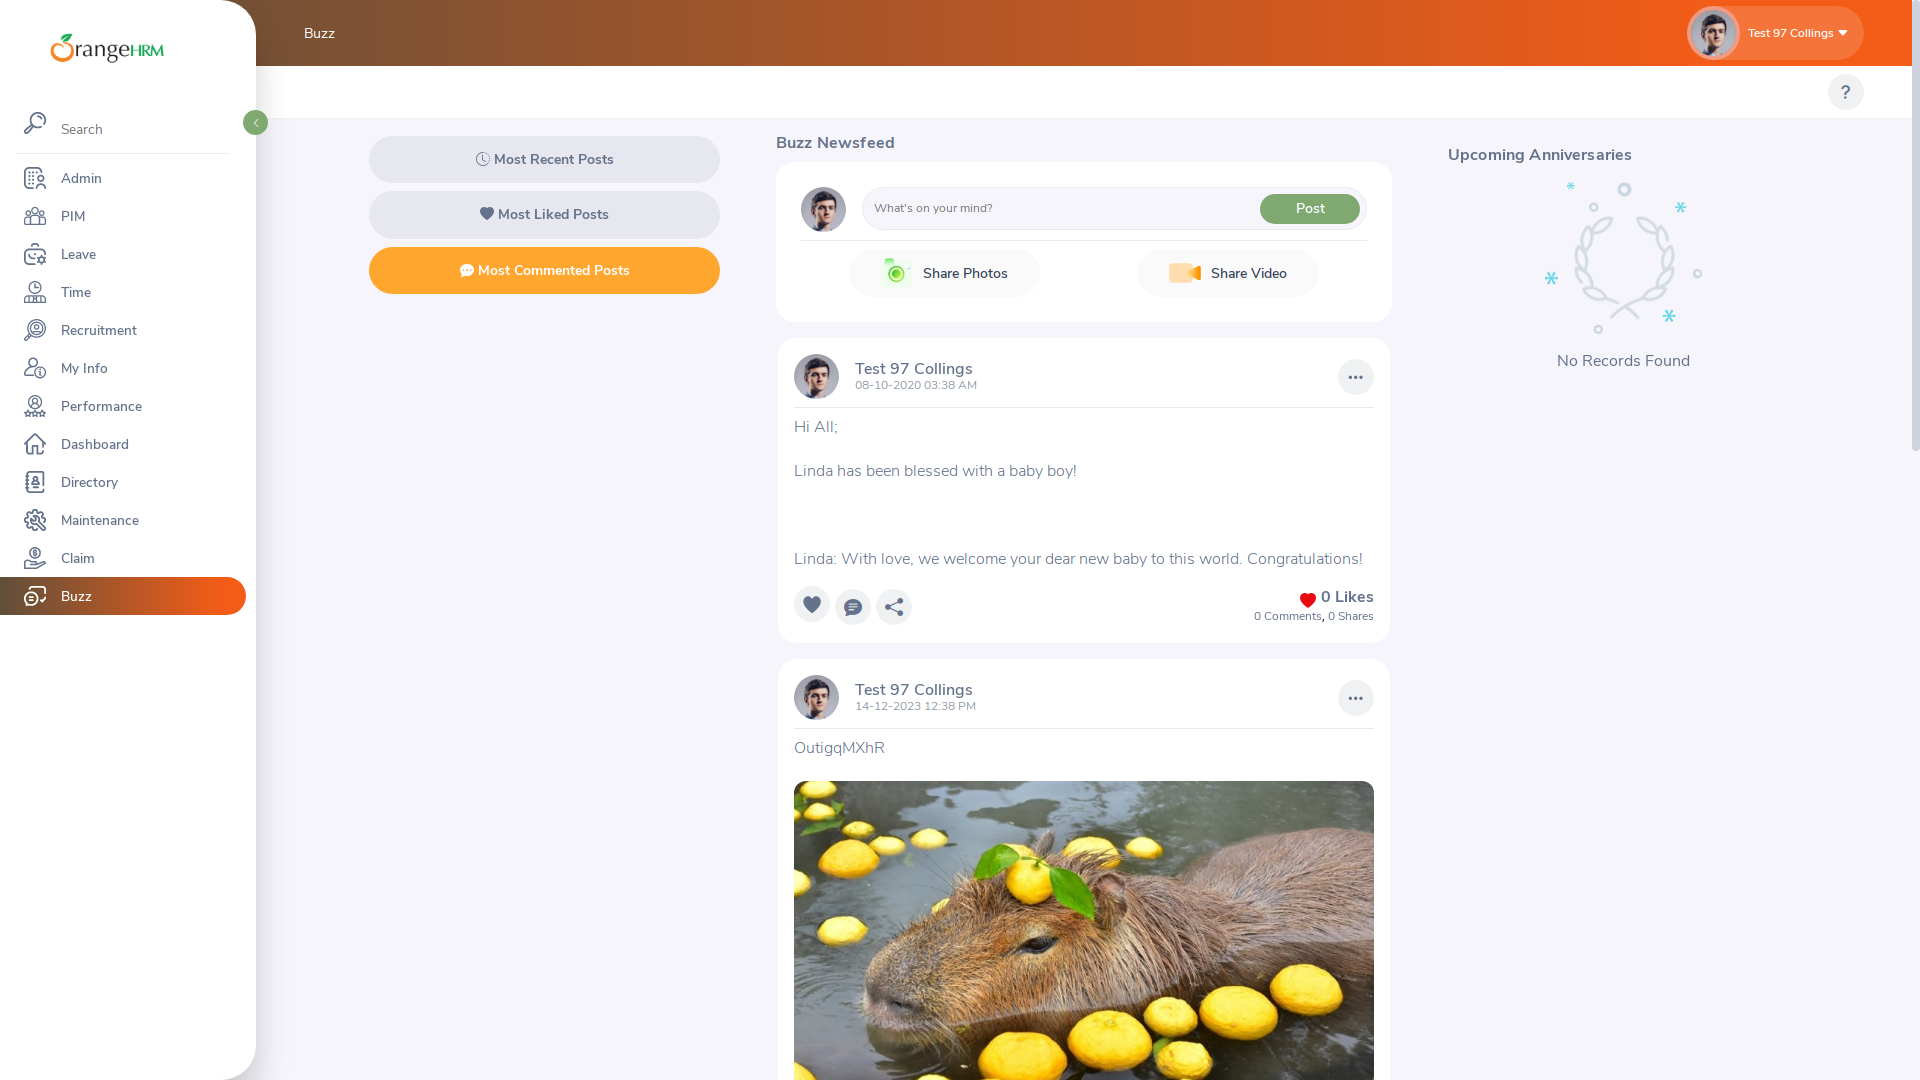 OrangeHRM
Search
Admin
PIM
Leave
Time
Recruitment
My Info
Performance
Dashboard
Directory
Maintenance
Claim
Buzz
Buzz
Test 97 Collings
?
Most Recent Posts
Most Liked Posts
Most Commented Posts
Buzz Newsfeed
What's on your mind?
Post
Share Photos
Share Video
Test 97 Collings
08-10-2020 03:38 AM
Hi All;
Linda has been blessed with a baby boy!
Linda: With love, we welcome your dear new baby to this world. Congratulations!
0 Likes
0 Comments, 0 Shares
Test 97 Collings
14-12-2023 12:38 PM
OutigqMXhR
Upcoming Anniversaries
No Records Found